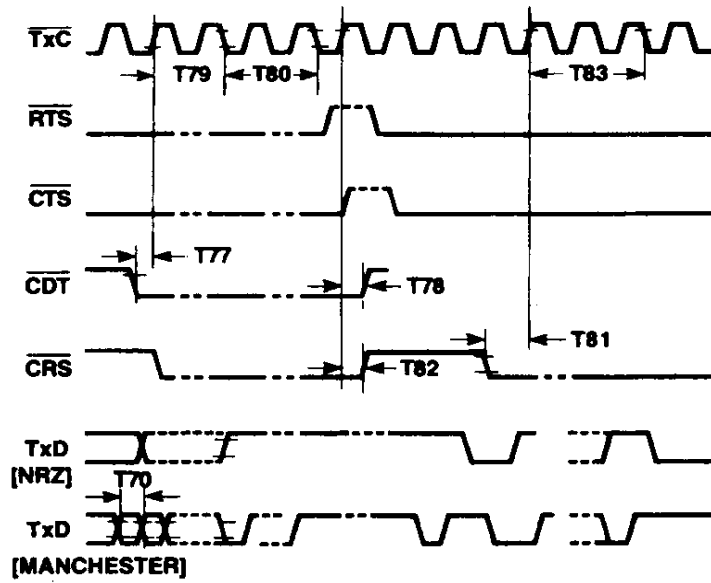 TxC
T79
T80
T83
RTS
CTS
T77
CDT
T78
T81
CRS
T82
TxD
[NRZ]
T70
TxD
[MANCHESTER]